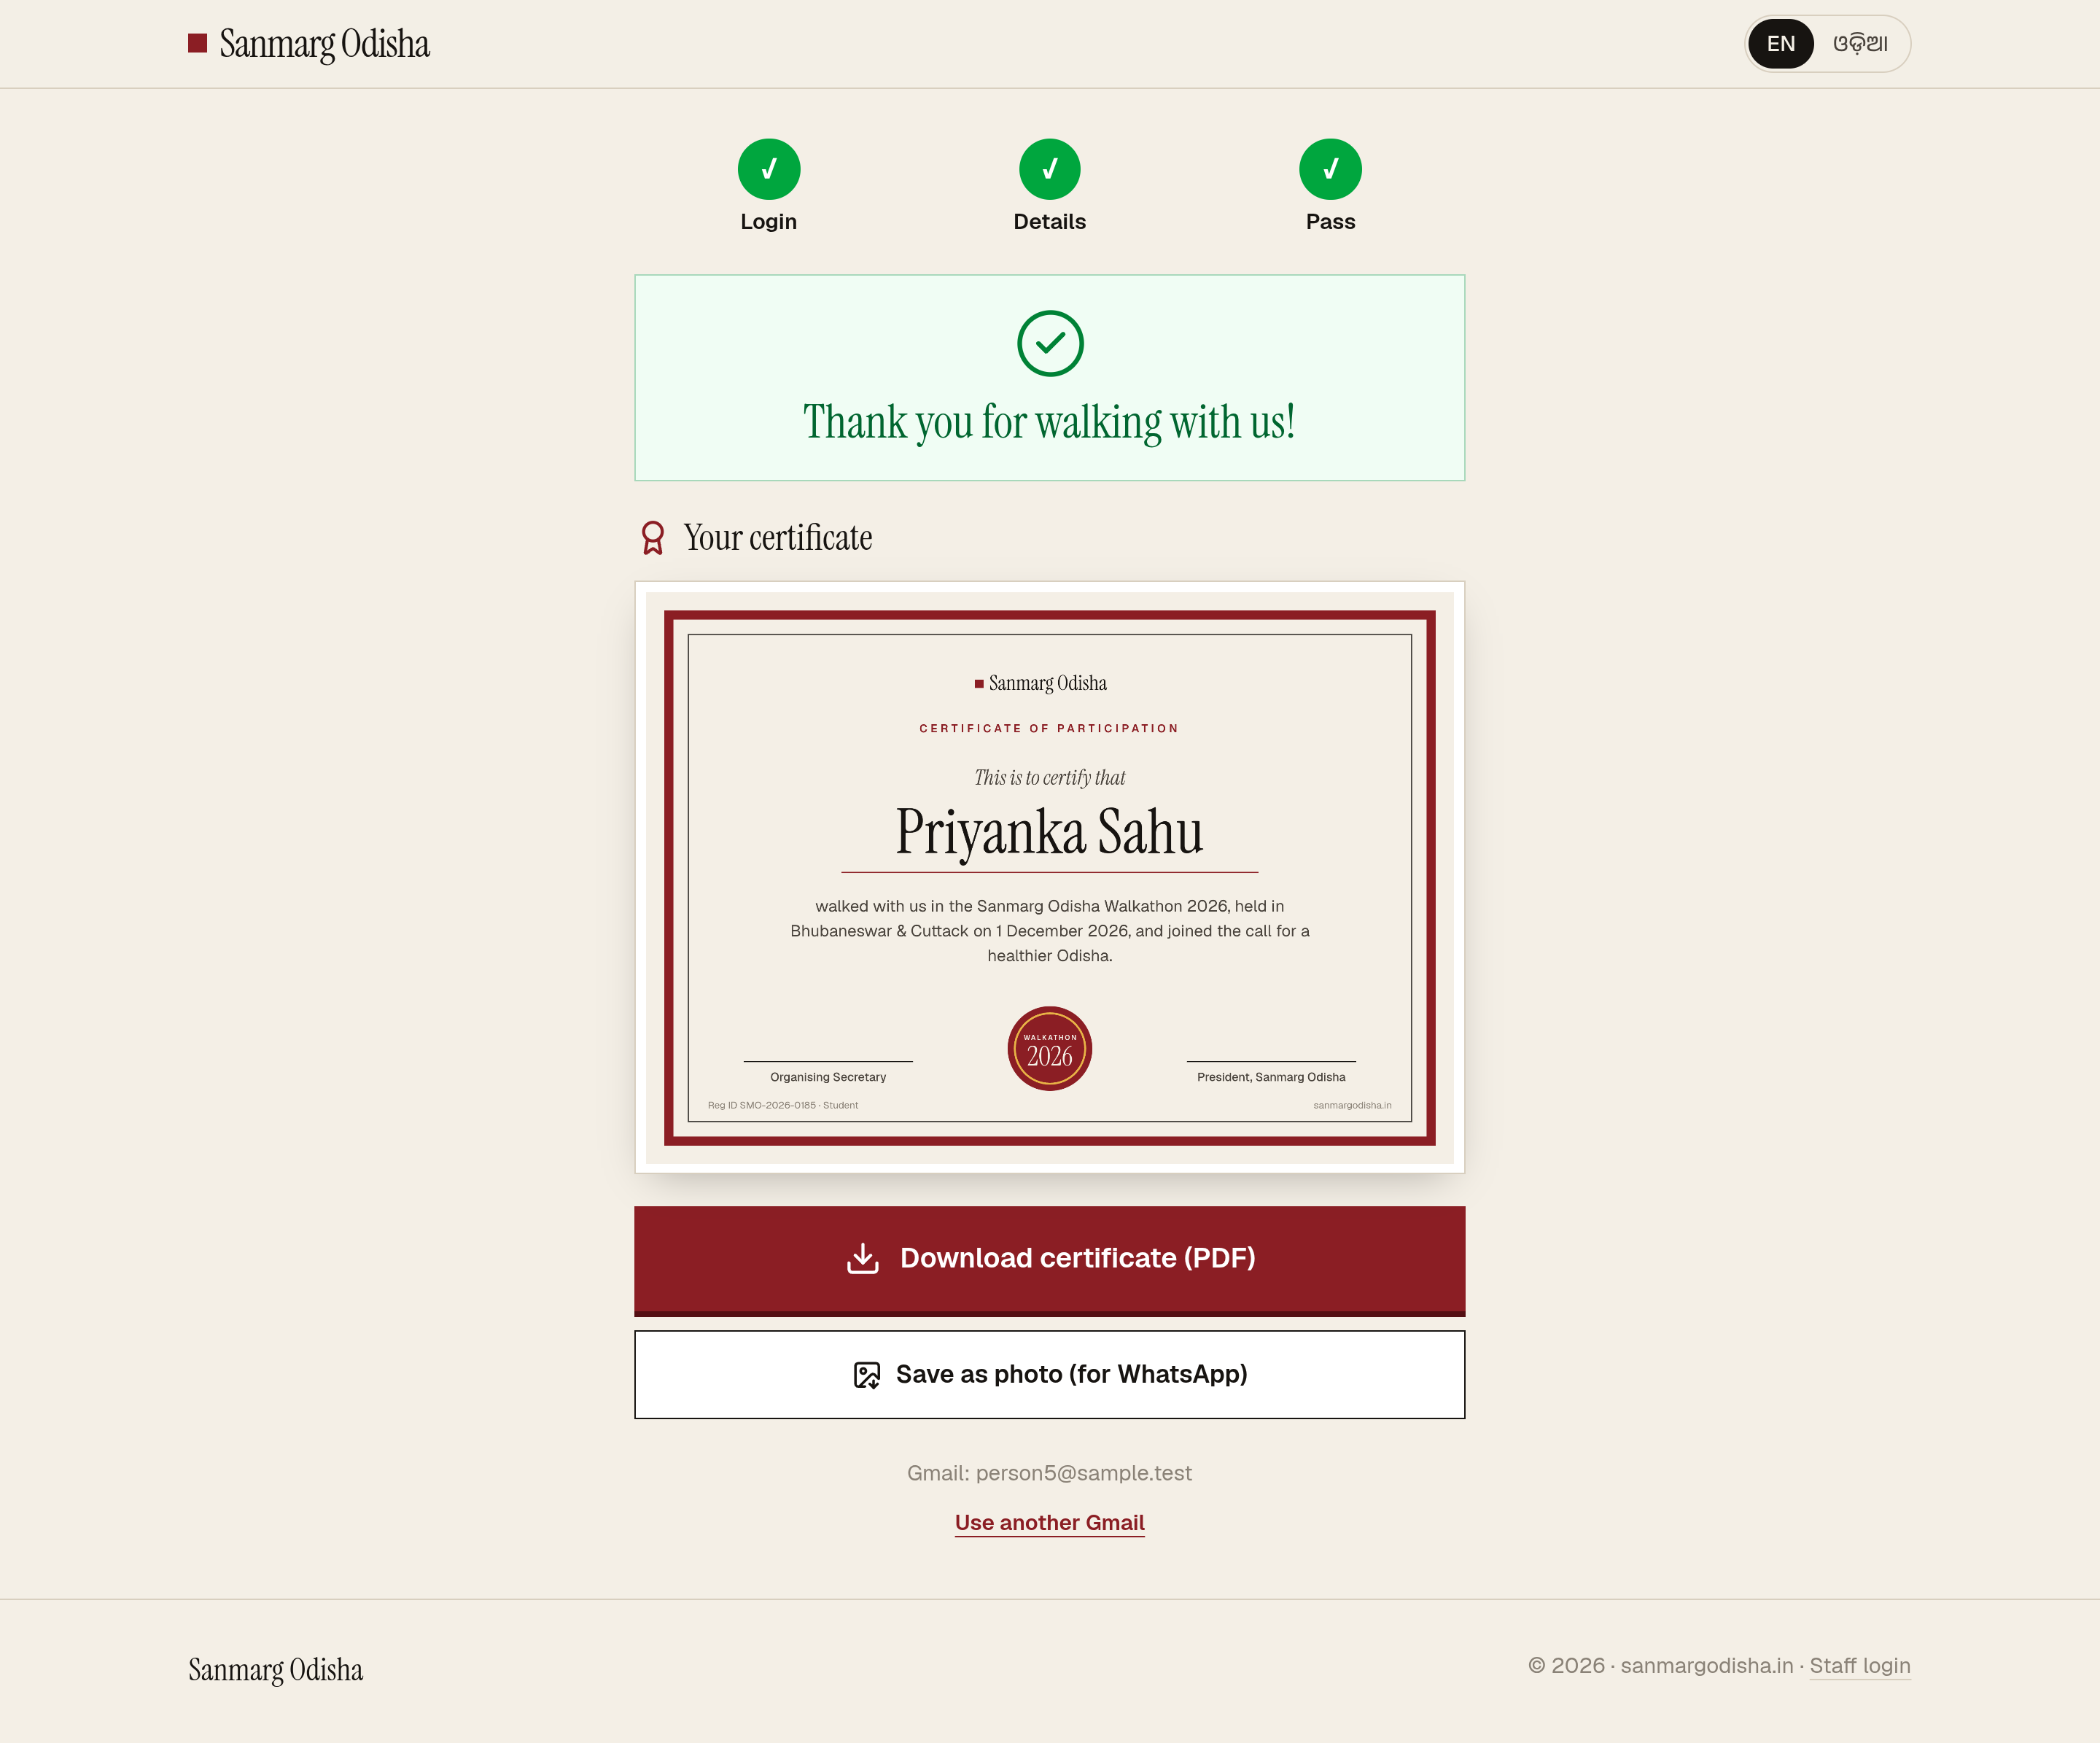 Sanmarg Odisha
EN ଓଡ଼ିଆ
Login Details Pass
Thank you for walking with us!
Your certificate
Sanmarg Odisha
CERTIFICATE OF PARTICIPATION
This is to certify that
Priyanka Sahu
walked with us in the Sanmarg Odisha Walkathon 2026, held in
Bhubaneswar & Cuttack on 1 December 2026, and joined the call for a
healthier Odisha.
WALKATHON
2026
Organising Secretary
President, Sanmarg Odisha
Reg ID SMO-2026-0185 · Student
sanmargodisha.in
Download certificate (PDF)
Save as photo (for WhatsApp)
Gmail: person5@sample.test
Use another Gmail
Sanmarg Odisha
© 2026 · sanmargodisha.in · Staff login